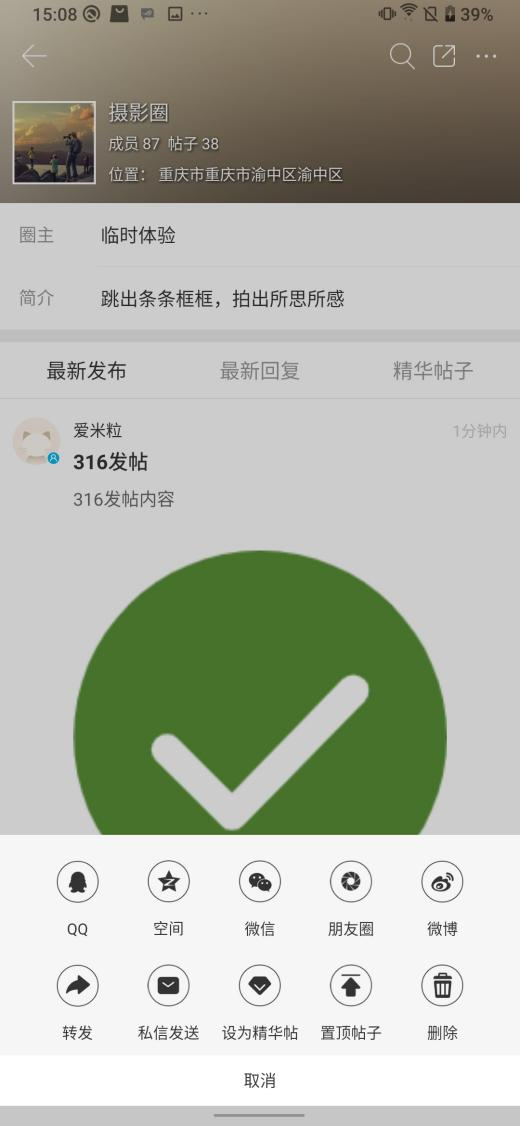 15:08
39%
摄影圈
成员 87 帖子 38
位置： 重庆市重庆市渝中区渝中区
圈主 临时体验
简介 跳出条条框框，拍出所思所感
最新发布 最新回复 精华帖子
爱米粒 1分钟内
316发帖
316发帖内容
QQ 空间 微信 朋友圈 微博
转发 私信发送 设为精华帖 置顶帖子 删除
取消